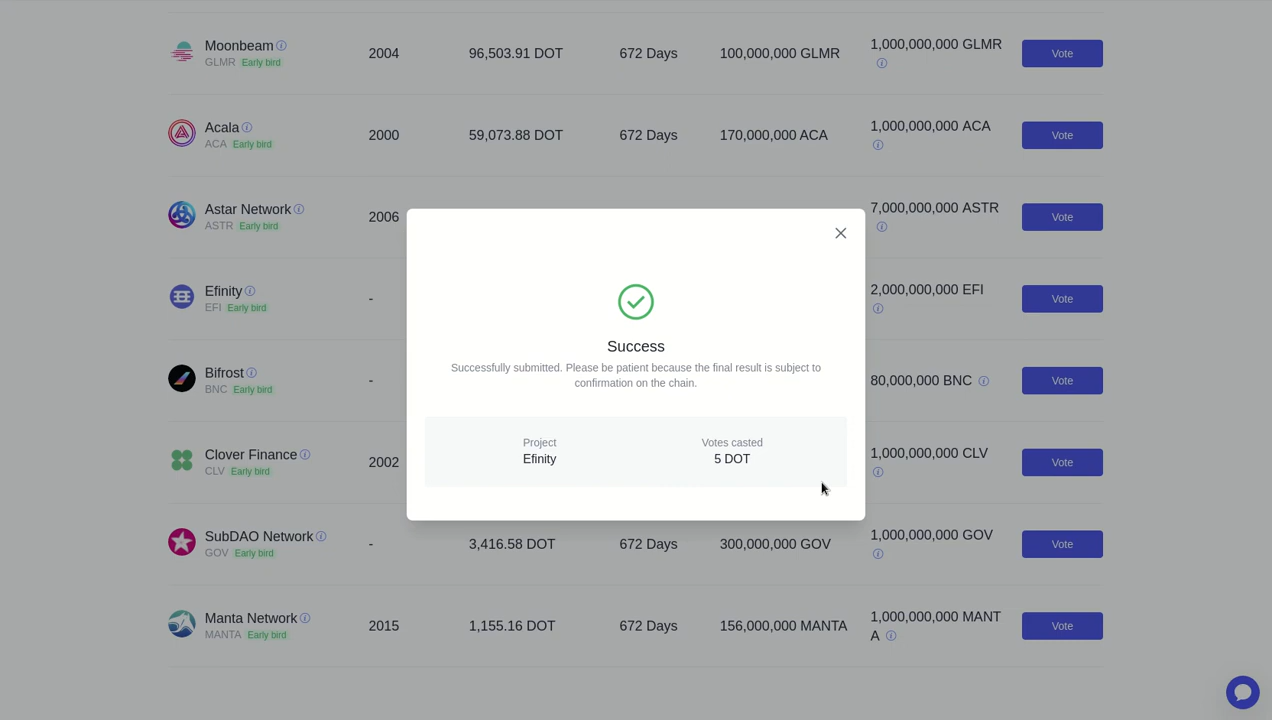 Moonbeam
GLMR Early bird
2004
96,503.91 DOT
672 Days
100,000,000 GLMR
1,000,000,000 GLMR
Vote
Acala
ACA Early bird
2000
59,073.88 DOT
672 Days
170,000,000 ACA
1,000,000,000 ACA
Vote
Astar Network
ASTR Early bird
2006
7,000,000,000 ASTR
Vote
Efinity
EFI Early bird
-
2,000,000,000 EFI
Vote
Bifrost
BNC Early bird
-
80,000,000 BNC
Vote
Clover Finance
CLV Early bird
2002
1,000,000,000 CLV
Vote
SubDAO Network
GOV Early bird
-
3,416.58 DOT
672 Days
300,000,000 GOV
1,000,000,000 GOV
Vote
Manta Network
MANTA Early bird
2015
1,155.16 DOT
672 Days
156,000,000 MANTA
1,000,000,000 MANT
A
Vote
Success
Successfully submitted. Please be patient because the final result is subject to
confirmation on the chain.
Project
Efinity
Votes casted
5 DOT